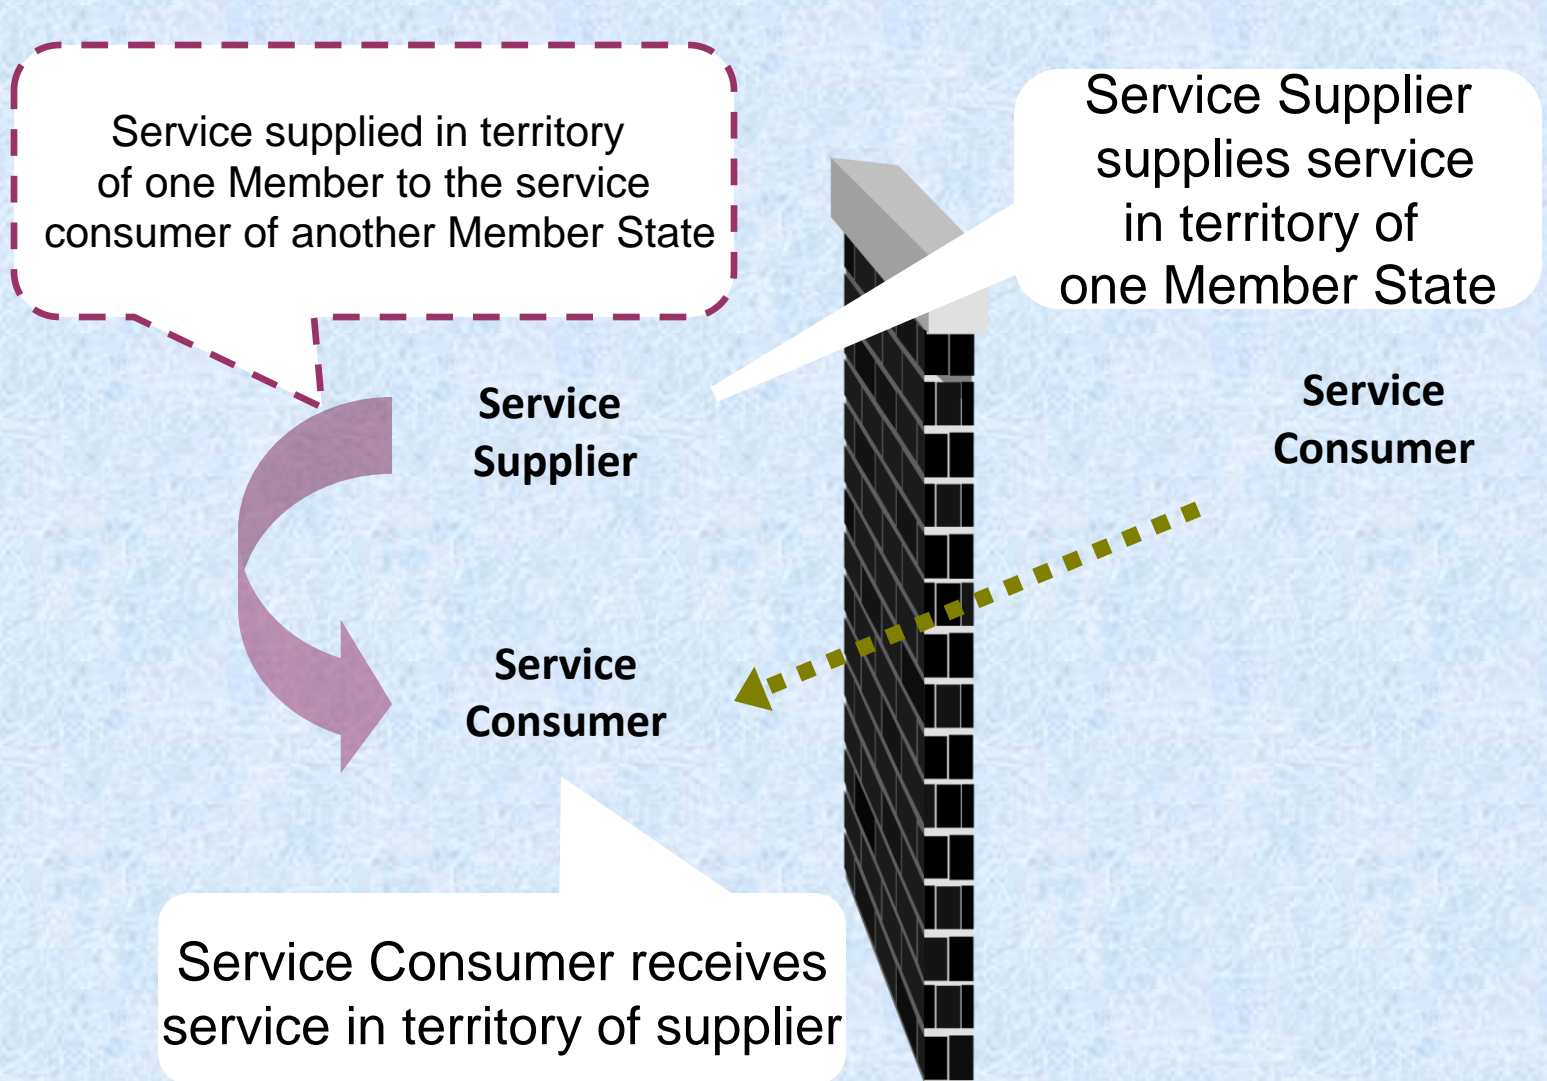 Service supplied in territory
of one Member to the service
consumer of another Member State
Service Supplier
supplies service
in territory of
one Member State
Service
Supplier
Service
Consumer
Service
Consumer
Service Consumer receives
service in territory of supplier